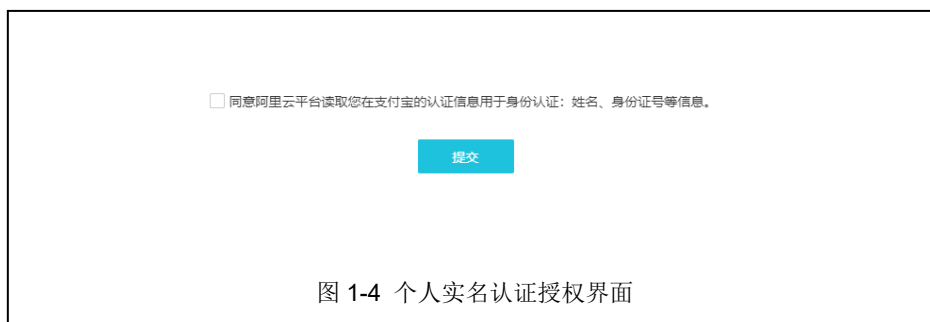 同意阿里云平台读取您在支付宝的认证信息用于身份认证：姓名、身份证号等信息。
提交
图 1-4 个人实名认证授权界面